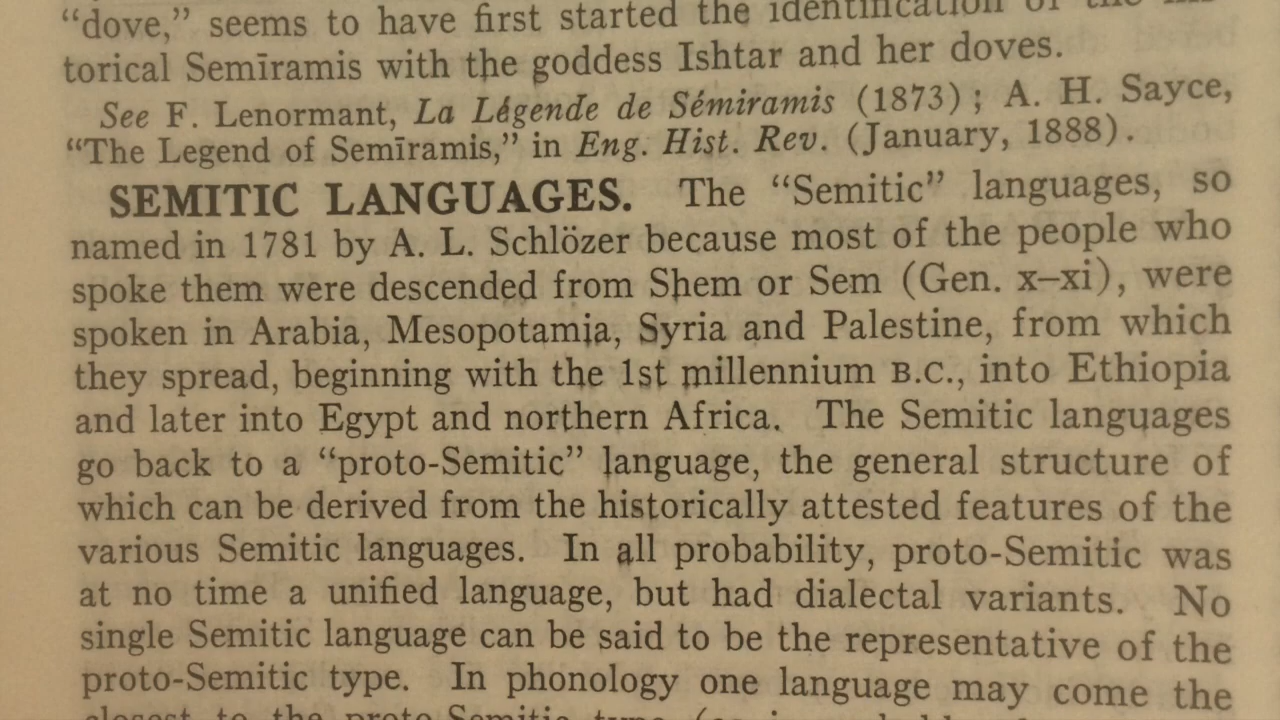 “dove,” seems to have first started the identification of the his-
torical Semīramis with the goddess Ishtar and her doves.
See F. Lenormant, La Légende de Sémiramis (1873); A. H. Sayce,
“The Legend of Semīramis,” in Eng. Hist. Rev. (January, 1888).
SEMITIC LANGUAGES. The “Semitic” languages, so
named in 1781 by A. L. Schlözer because most of the people who
spoke them were descended from Shem or Sem (Gen. x–xi), were
spoken in Arabia, Mesopotamia, Syria and Palestine, from which
they spread, beginning with the 1st millennium B.C., into Ethiopia
and later into Egypt and northern Africa. The Semitic languages
go back to a “proto-Semitic” language, the general structure of
which can be derived from the historically attested features of the
various Semitic languages. In all probability, proto-Semitic was
at no time a unified language, but had dialectal variants. No
single Semitic language can be said to be the representative of the
proto-Semitic type. In phonology one language may come the
closest to the proto-Semitic type